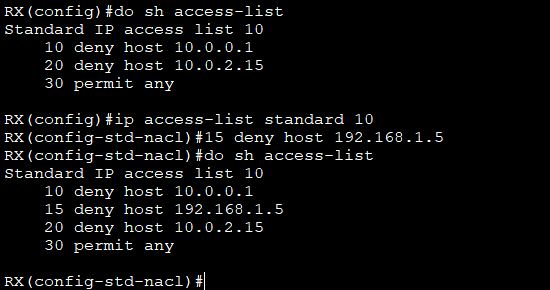 RX(config)#do sh access-list
Standard IP access list 10
    10 deny host 10.0.0.1
    20 deny host 10.0.2.15
    30 permit any

RX(config)#ip access-list standard 10
RX(config-std-nacl)#15 deny host 192.168.1.5
RX(config-std-nacl)#do sh access-list
Standard IP access list 10
    10 deny host 10.0.0.1
    15 deny host 192.168.1.5
    20 deny host 10.0.2.15
    30 permit any

RX(config-std-nacl)#